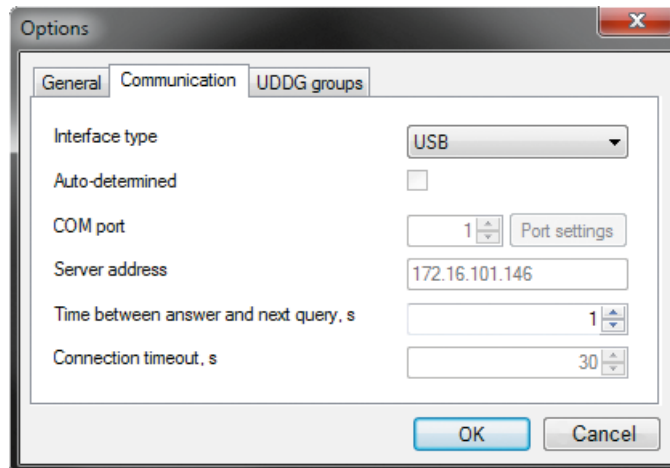 Options
General Communication UDDG groups
Interface type USB
Auto-determined
COM port 1 Port settings
Server address 172.16.101.146
Time between answer and next query, s 1
Connection timeout, s 30
OK Cancel